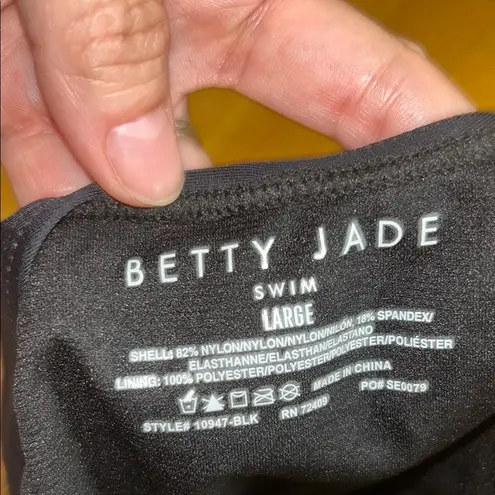 BETTY JADE
SWIM
LARGE
SHELL: 82% NYLON/NYLON/NYLON/NILON, 18% SPANDEX/
ELASTHANNE/ELASTHAN/ELASTANO
LINING: 100% POLYESTER/POLYESTER/POLYESTER/POLIÉSTER
MADE IN CHINA
STYLE# 10947-BLK RN 72409 PO# SE0079